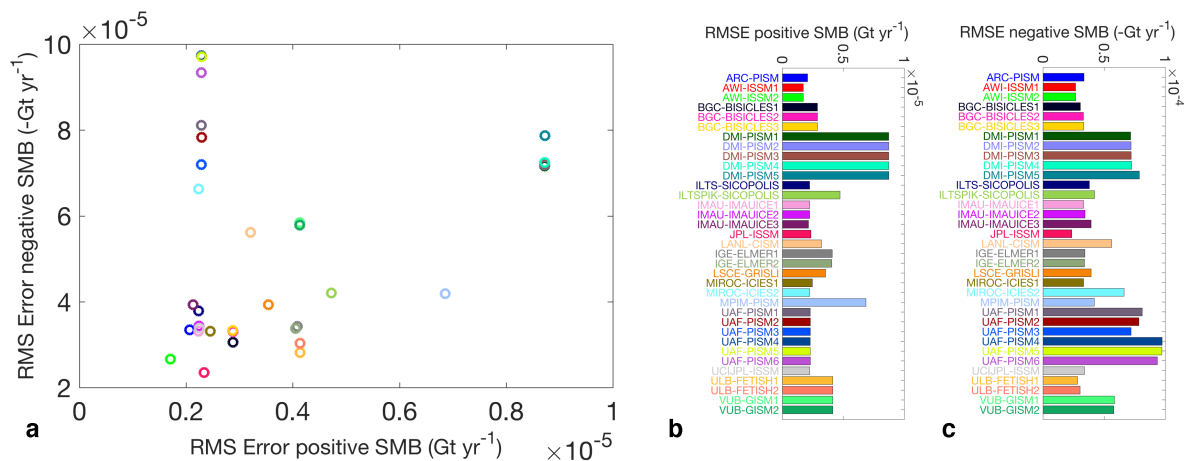 ×10⁻⁵
10
8
6
4
2
RMS Error negative SMB (-Gt yr⁻¹)
0
0.2
0.4
0.6
0.8
1
RMS Error positive SMB (Gt yr⁻¹)
×10⁻⁵
a
RMSE positive SMB (Gt yr⁻¹)
0
0.5
1
×10⁻⁵
ARC-PISM
AWI-ISSM1
AWI-ISSM2
BGC-BISICLES1
BGC-BISICLES2
BGC-BISICLES3
DMI-PISM1
DMI-PISM2
DMI-PISM3
DMI-PISM4
DMI-PISM5
ILTS-SICOPOLIS
ILTSPIK-SICOPOLIS
IMAU-IMAUICE1
IMAU-IMAUICE2
IMAU-IMAUICE3
JPL-ISSM
LANL-CISM
IGE-ELMER1
IGE-ELMER2
LSCE-GRISLI
MIROC-ICIES1
MIROC-ICIES2
MPIM-PISM
UAF-PISM1
UAF-PISM2
UAF-PISM3
UAF-PISM4
UAF-PISM5
UAF-PISM6
UCIJPL-ISSM
ULB-FETISH1
ULB-FETISH2
VUB-GISM1
VUB-GISM2
b
RMSE negative SMB (-Gt yr⁻¹)
0
0.5
1
×10⁻⁴
ARC-PISM
AWI-ISSM1
AWI-ISSM2
BGC-BISICLES1
BGC-BISICLES2
BGC-BISICLES3
DMI-PISM1
DMI-PISM2
DMI-PISM3
DMI-PISM4
DMI-PISM5
ILTS-SICOPOLIS
ILTSPIK-SICOPOLIS
IMAU-IMAUICE1
IMAU-IMAUICE2
IMAU-IMAUICE3
JPL-ISSM
LANL-CISM
IGE-ELMER1
IGE-ELMER2
LSCE-GRISLI
MIROC-ICIES1
MIROC-ICIES2
MPIM-PISM
UAF-PISM1
UAF-PISM2
UAF-PISM3
UAF-PISM4
UAF-PISM5
UAF-PISM6
UCIJPL-ISSM
ULB-FETISH1
ULB-FETISH2
VUB-GISM1
VUB-GISM2
c